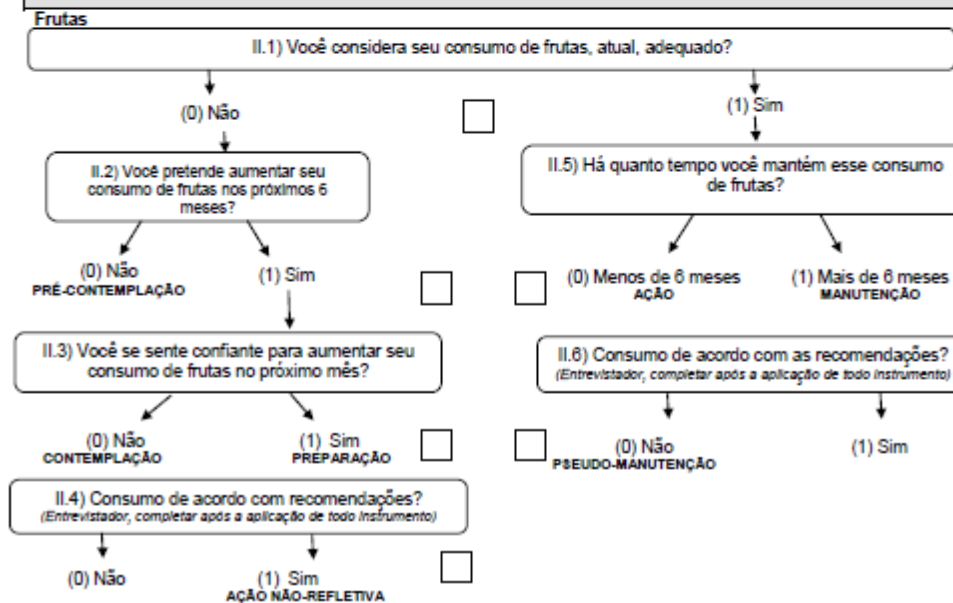 Frutas
II.1) Você considera seu consumo de frutas, atual, adequado?
(0) Não
(1) Sim
II.2) Você pretende aumentar seu
consumo de frutas nos próximos 6
meses?
II.5) Há quanto tempo você mantém esse consumo
de frutas?
(0) Não
PRÉ-CONTEMPLAÇÃO
(1) Sim
(0) Menos de 6 meses
AÇÃO
(1) Mais de 6 meses
MANUTENÇÃO
II.3) Você se sente confiante para aumentar seu
consumo de frutas no próximo mês?
II.6) Consumo de acordo com as recomendações?
(Entrevistador, completar após a aplicação de todo instrumento)
(0) Não
CONTEMPLAÇÃO
(1) Sim
PREPARAÇÃO
(0) Não
PSEUDO-MANUTENÇÃO
(1) Sim
II.4) Consumo de acordo com recomendações?
(Entrevistador, completar após a aplicação de todo instrumento)
(0) Não
(1) Sim
AÇÃO NÃO-REFLETIVA